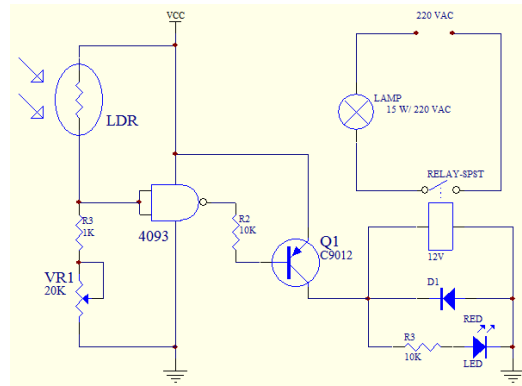 VCC
220 VAC
LDR
LAMP
15 W/ 220 VAC
RELAY-SPST
R3
1K
4093
R2
10K
Q1
C9012
12V
VR1
20K
D1
RED
R3
10K
LED